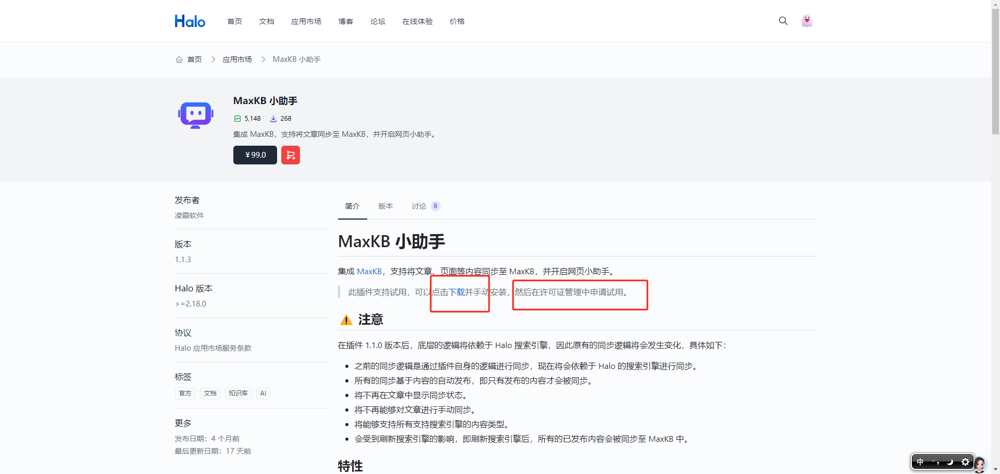 Halo
首页 文档 应用市场 博客 论坛 在线体验 价格
首页 应用市场 MaxKB 小助手
MaxKB 小助手
5,148 268
集成 MaxKB，支持将文章同步至 MaxKB，并开启网页小助手。
¥99.0
发布者
凌霞软件
版本
1.1.3
Halo 版本
>=2.18.0
协议
Halo 应用市场服务条款
标签
官方 文档 知识库 AI
更多
发布日期：4 个月前
最后更新日期：17 天前
简介 版本 讨论 8
MaxKB 小助手
集成 MaxKB，支持将文章、页面等内容同步至 MaxKB，并开启网页小助手。
此插件支持试用，可以点击下载并手动安装，然后在许可证管理中申请试用。
注意
在插件 1.1.0 版本后，底层的逻辑将依赖于 Halo 搜索引擎，因此原有的同步逻辑将会发生变化，具体如下：
之前的同步逻辑是通过插件自身的逻辑进行同步，现在将会依赖于 Halo 的搜索引擎进行同步。
所有的同步基于内容的自动发布，即只有发布的内容才会被同步。
将不再在文章中显示同步状态。
将不再能够对文章进行手动同步。
将能够支持所有支持搜索引擎的内容类型。
会受到刷新搜索引擎的影响，即刷新搜索引擎后，所有的已发布内容会被同步至 MaxKB 中。
特性
中 °，